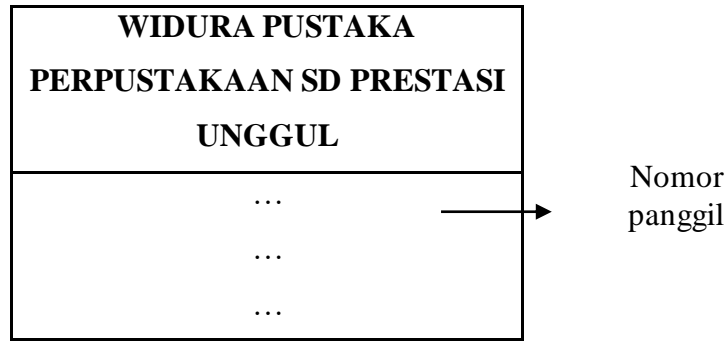 WIDURA PUSTAKA
PERPUSTAKAAN SD PRESTASI
UNGGUL
…
Nomor
panggil
…
…